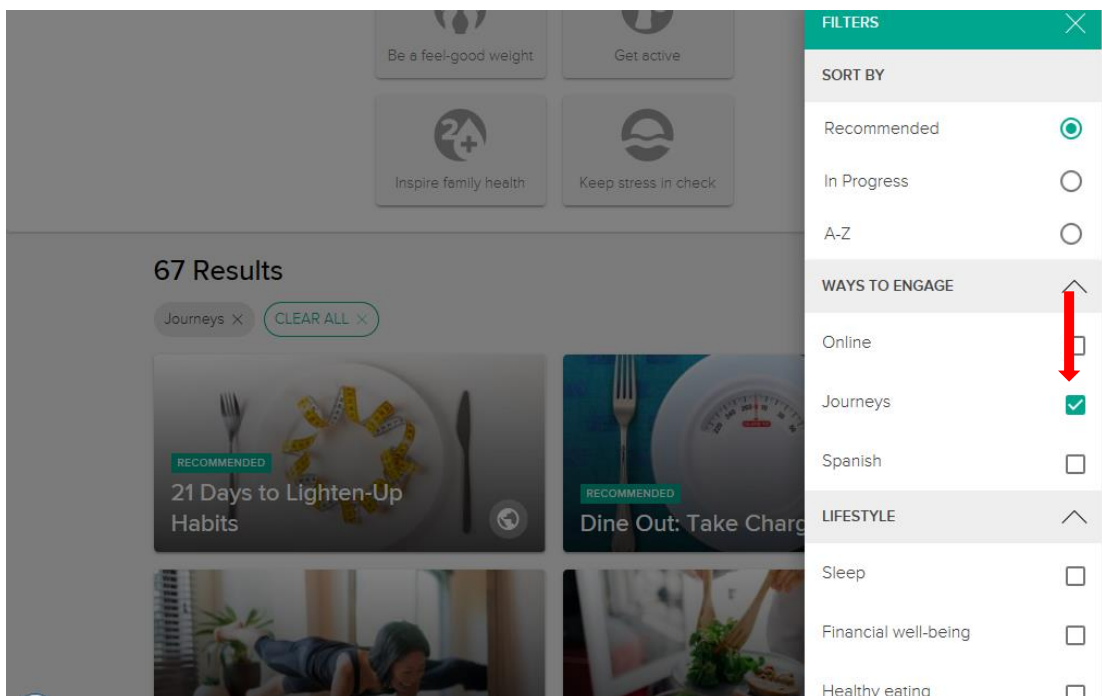 Be a feel-good weight
Get active
2+
Inspire family health
Keep stress in check
67 Results
Journeys ×
CLEAR ALL ×
RECOMMENDED
21 Days to Lighten-Up
Habits
RECOMMENDED
Dine Out: Take Charg
FILTERS
SORT BY
Recommended
In Progress
A-Z
WAYS TO ENGAGE
Online
Journeys
Spanish
LIFESTYLE
Sleep
Financial well-being
Healthy eating